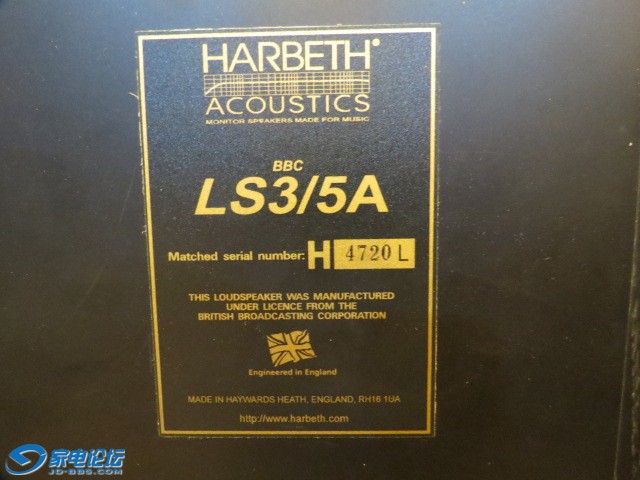 HARBETH®
ACOUSTICS
MONITOR SPEAKERS MADE FOR MUSIC
BBC
LS3/5A
Matched serial number: H 4720 L
THIS LOUDSPEAKER WAS MANUFACTURED
UNDER LICENCE FROM THE
BRITISH BROADCASTING CORPORATION
Engineered in England
MADE IN HAYWARDS HEATH, ENGLAND, RH16 1UA
http://www.harbeth.com
家电论坛
JD-BBS.COM